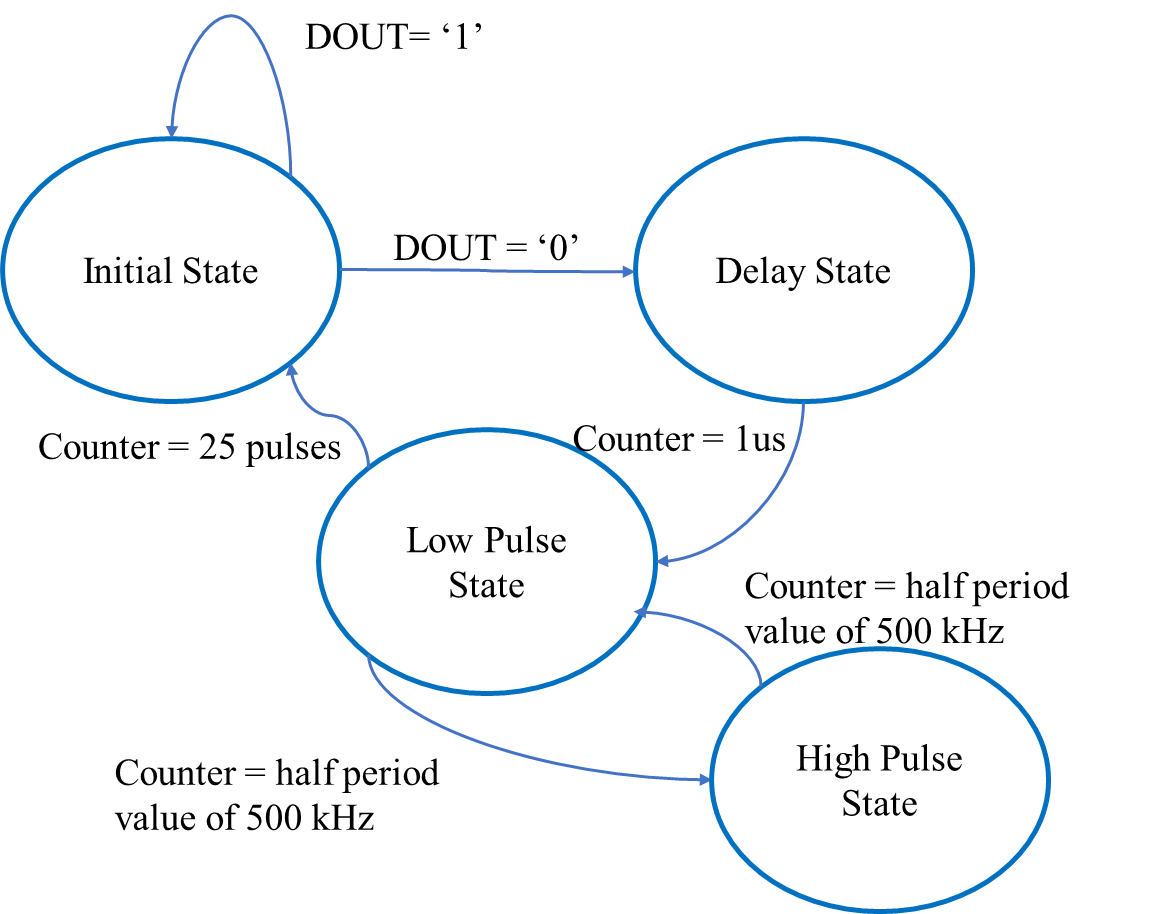 DOUT= ‘1’
DOUT = ‘0’
Initial State
Delay State
Counter = 25 pulses
Counter = 1us
Low Pulse
State
Counter = half period
value of 500 kHz
High Pulse
State
Counter = half period
value of 500 kHz